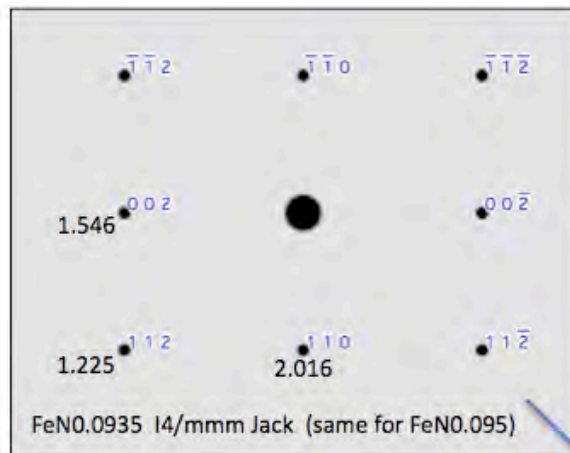 1̅ 1̅ 2 1̅ 1̅ 0 1̅ 1̅ 2̅
0 0 2 0 0 2̅
1.546
1 1 2 1 1 0 1 1 2̅
1.225 2.016
FeN0.0935 I4/mmm Jack (same for FeN0.095)